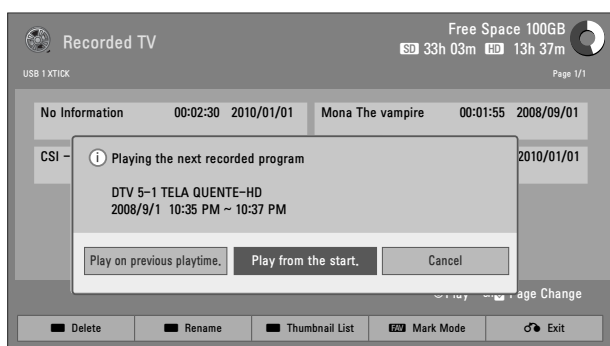 Recorded TV
Free Space 100GB
SD 33h 03m HD 13h 37m
USB 1 XTICK
Page 1/1
No Information 00:02:30 2010/01/01
Mona The vampire 00:01:55 2008/09/01
CSI -
2010/01/01
i Playing the next recorded program
DTV 5-1 TELA QUENTE-HD
2008/9/1 10:35 PM ~ 10:37 PM
Play on previous playtime.
Play from the start.
Cancel
Page Change
Delete
Rename
Thumbnail List
FAV Mark Mode
Exit